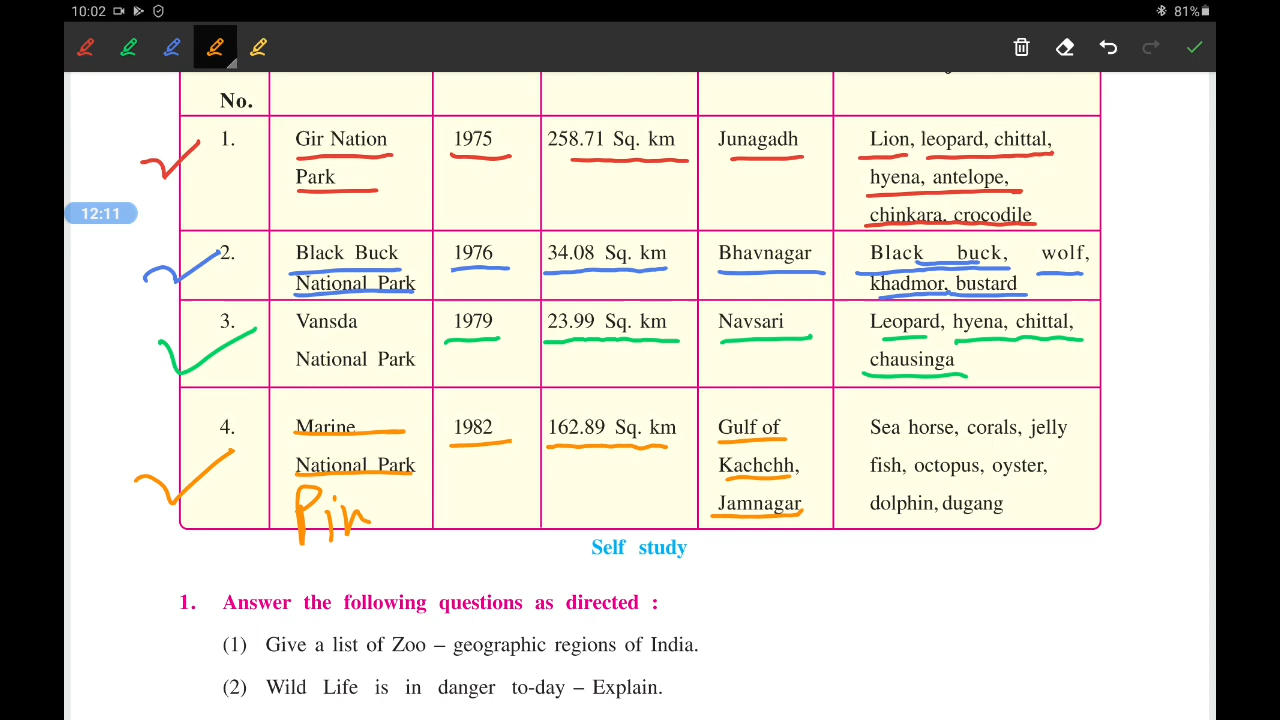 10:02
81%
No.
1. Gir Nation Park 1975 258.71 Sq. km Junagadh Lion, leopard, chittal,
hyena, antelope,
chinkara, crocodile
12:11
2. Black Buck 1976 34.08 Sq. km Bhavnagar Black buck, wolf,
National Park khadmor, bustard
3. Vansda 1979 23.99 Sq. km Navsari Leopard, hyena, chittal,
National Park chausinga
4. Marine 1982 162.89 Sq. km Gulf of Sea horse, corals, jelly
National Park Kachchh, fish, octopus, oyster,
Jamnagar dolphin, dugang
Pin
Self study
1. Answer the following questions as directed :
(1) Give a list of Zoo – geographic regions of India.
(2) Wild Life is in danger to-day – Explain.